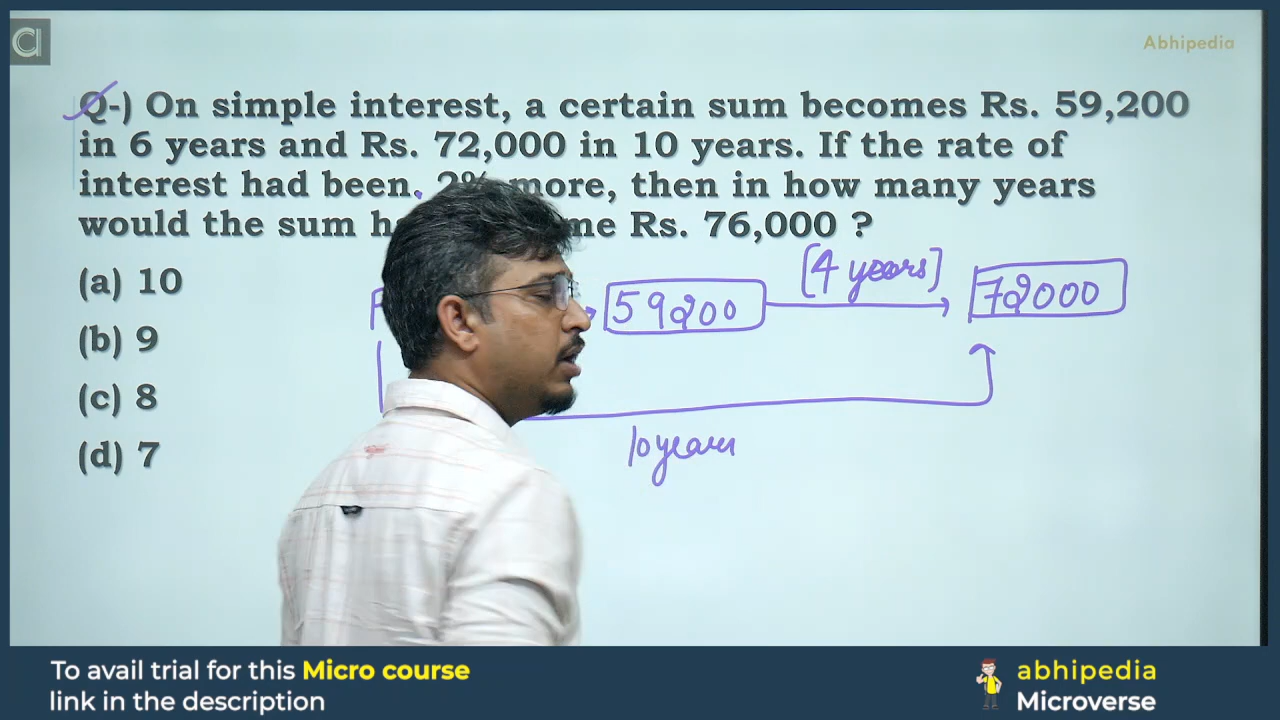 Abhipedia
Q-) On simple interest, a certain sum becomes Rs. 59,200
in 6 years and Rs. 72,000 in 10 years. If the rate of
interest had been 2% more, then in how many years
would the sum me Rs. 76,000 ?
(a) 10
(b) 9
(c) 8
(d) 7
P 59200 [4 years] 72000
10 years
To avail trial for this Micro course
link in the description
abhipedia
Microverse